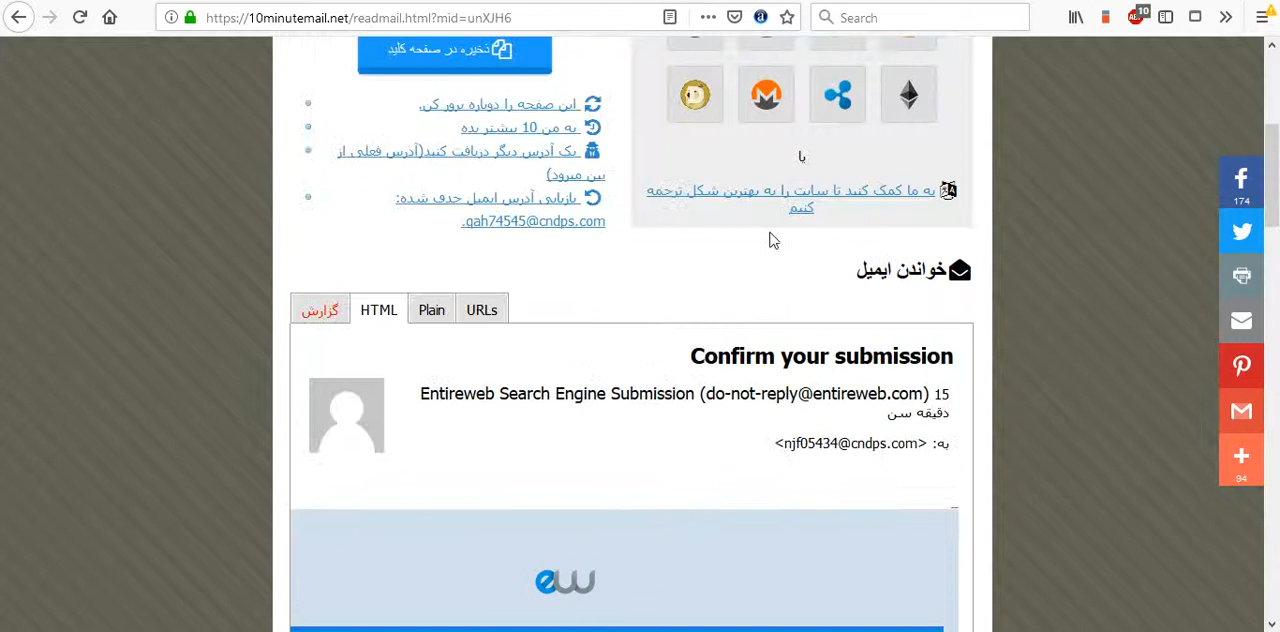 https://10minutemail.net/readmail.html?mid=unXJH6
Search
10
ذخیره در صفحه کلید
این صفحه را دوباره برور کن.
به من 10 بیشتر بده
یک آدرس دیگر دریافت کنید(آدرس فعلی از
بین میرود)
بازیابی آدرس ایمیل حذف شده:
qah74545@cndps.com.
یا
به ما کمک کنید تا سایت را به بهترین شکل ترجمه
کنیم
خواندن ایمیل
گزارش
HTML
Plain
URLs
Confirm your submission
Entireweb Search Engine Submission (do-not-reply@entireweb.com) 15
دقیقه سن
به: <njf05434@cndps.com>
ew
174
94